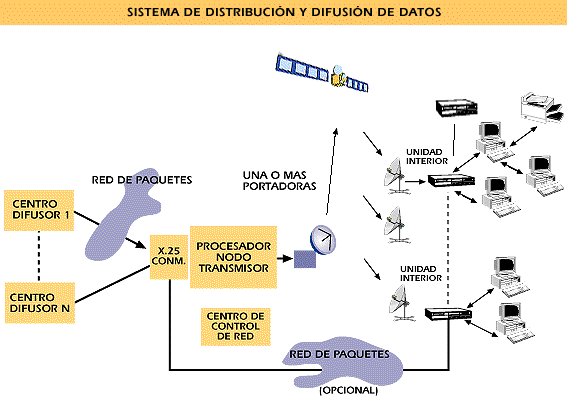 SISTEMA DE DISTRIBUCIÓN Y DIFUSIÓN DE DATOS
UNIDAD
INTERIOR
RED DE PAQUETES
UNA O MAS
PORTADORAS
CENTRO
DIFUSOR 1
X.25
CONM.
PROCESADOR
NODO
TRANSMISOR
UNIDAD
INTERIOR
CENTRO
DIFUSOR N
CENTRO DE
CONTROL
DE RED
RED DE PAQUETES
(OPCIONAL)